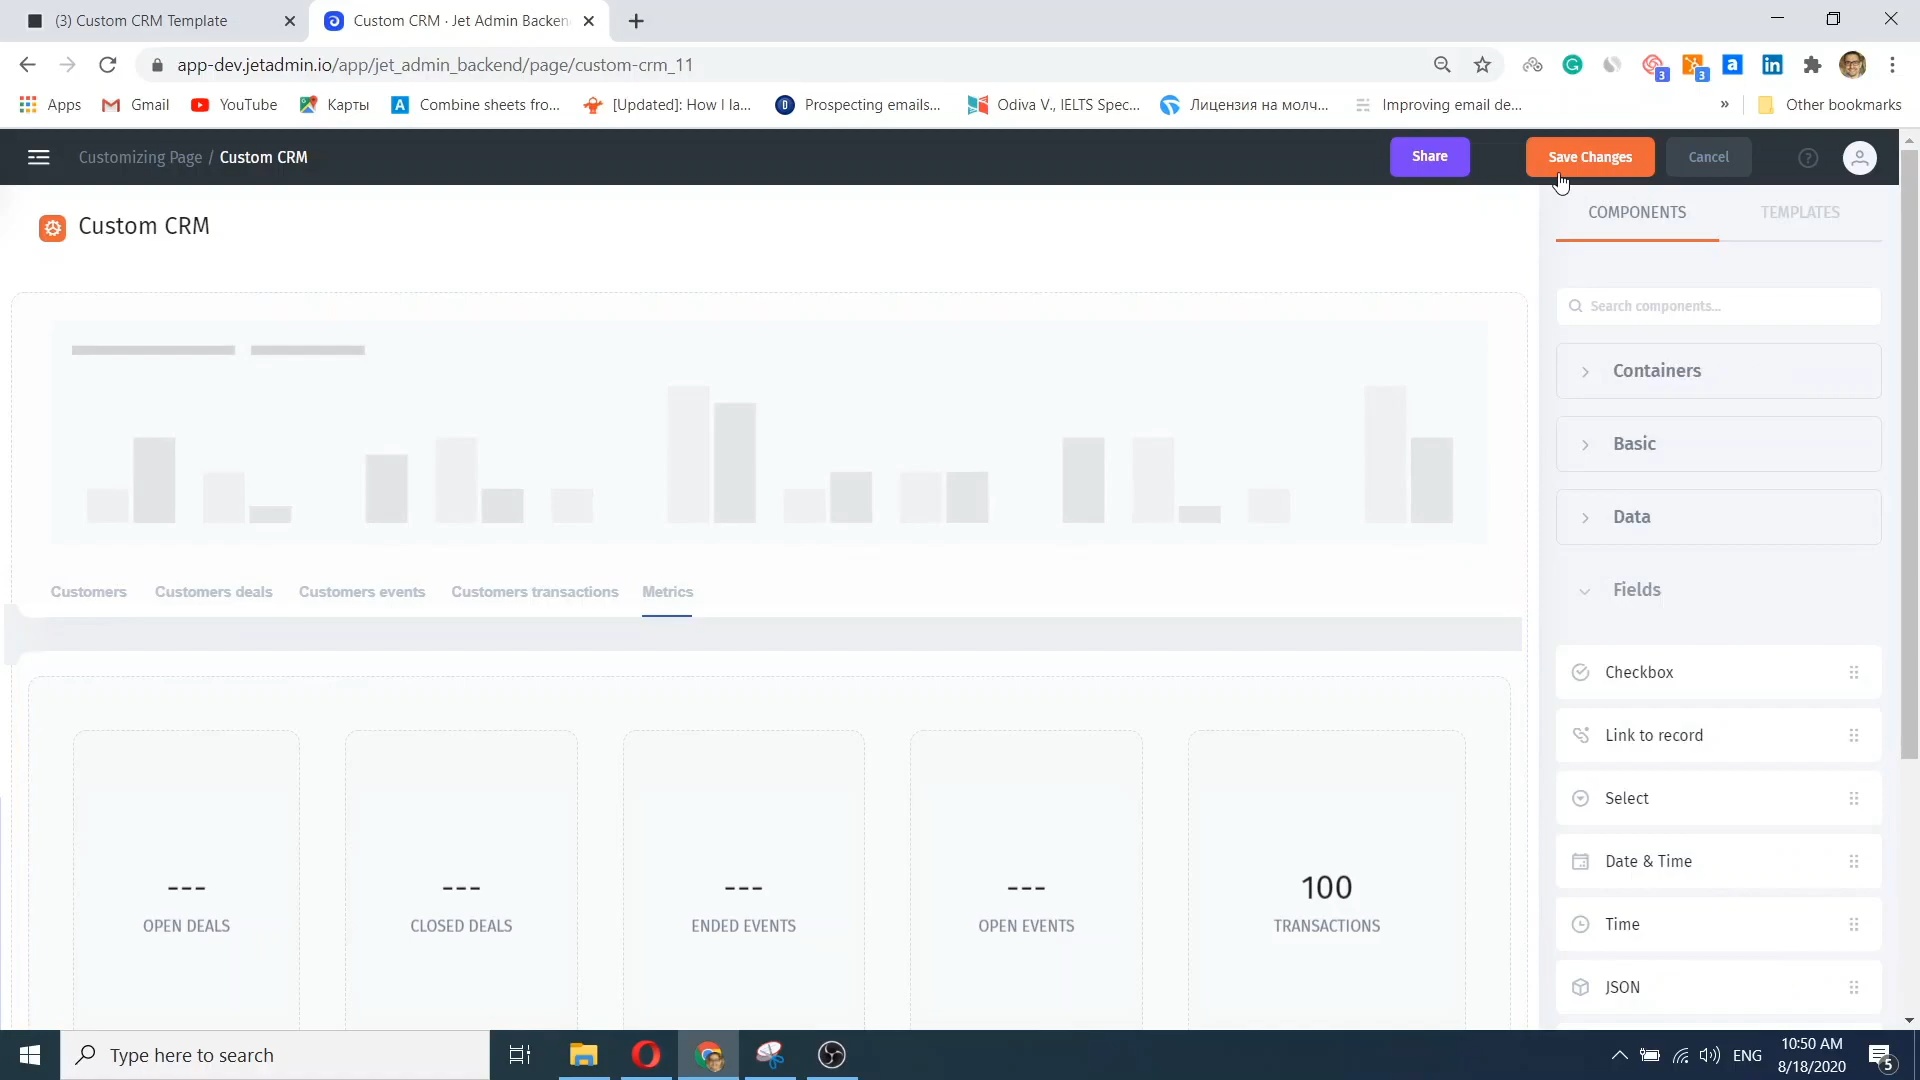 (3) Custom CRM Template
Custom CRM · Jet Admin Backen
app-dev.jetadmin.io/app/jet_admin_backend/page/custom-crm_11
3
3
Apps
Gmail
YouTube
Карты
Combine sheets fro...
[Updated]: How I la...
Prospecting emails...
Odiva V., IELTS Spec...
Лицензия на молч...
Improving email de...
»
Other bookmarks
Customizing Page / Custom CRM
Share
Save Changes
Cancel
?
Custom CRM
COMPONENTS
TEMPLATES
Search components...
Containers
Basic
Data
Fields
Checkbox
Link to record
Select
Date & Time
Time
JSON
Customers
Customers deals
Customers events
Customers transactions
Metrics
---
OPEN DEALS
---
CLOSED DEALS
---
ENDED EVENTS
---
OPEN EVENTS
100
TRANSACTIONS
Type here to search
ENG
10:50 AM
8/18/2020
5